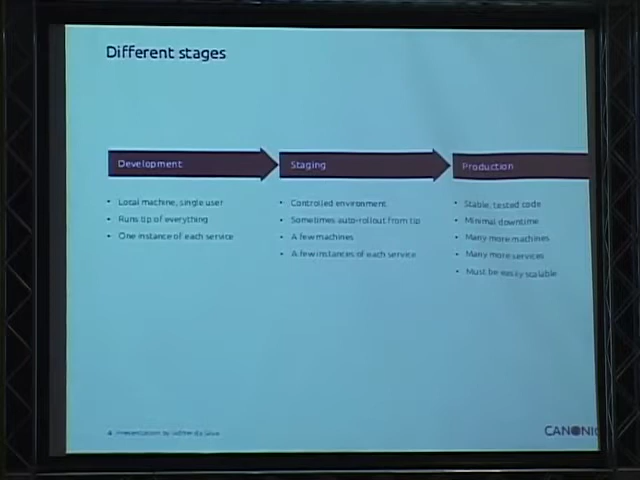 Different stages
Development
Local machine, single user
Runs tip of everything
One instance of each service
Staging
Controlled environment
Sometimes auto-rollout from tip
A few machines
A few instances of each service
Production
Stable, tested code
Minimal downtime
Many more machines
Many more services
Must be easily scalable
Presentation by
CANONIC